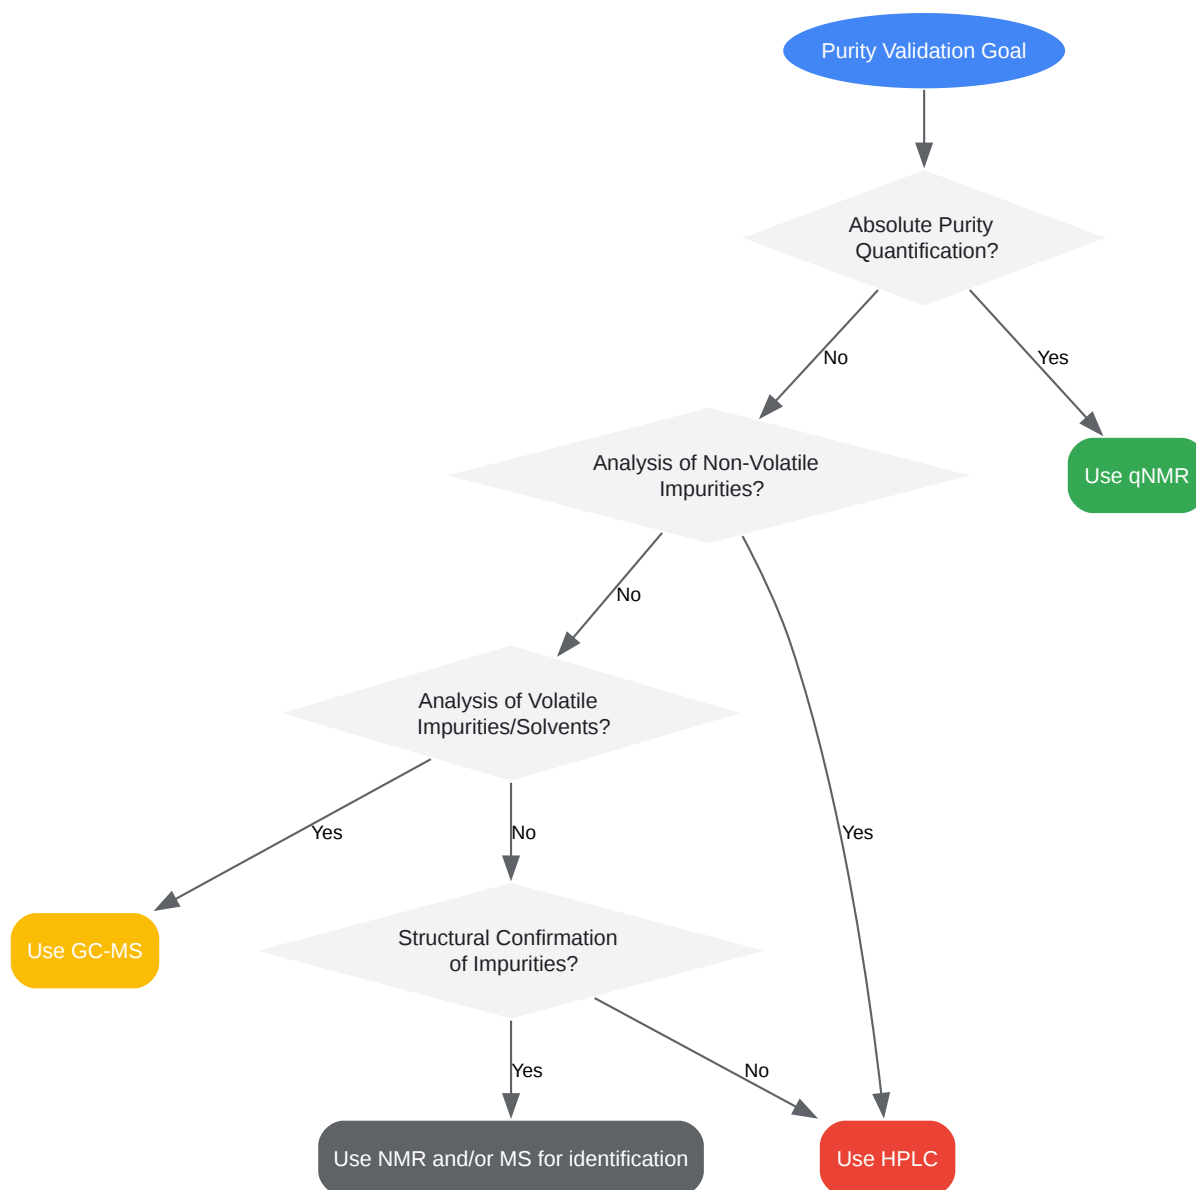 Purity Validation Goal
Absolute Purity
Quantification?
No
Yes
Analysis of Non-Volatile
Impurities?
Use qNMR
No
Analysis of Volatile
Impurities/Solvents?
Yes
No
Yes
Structural Confirmation
of Impurities?
Use GC-MS
Yes
No
Use NMR and/or MS for identification
Use HPLC